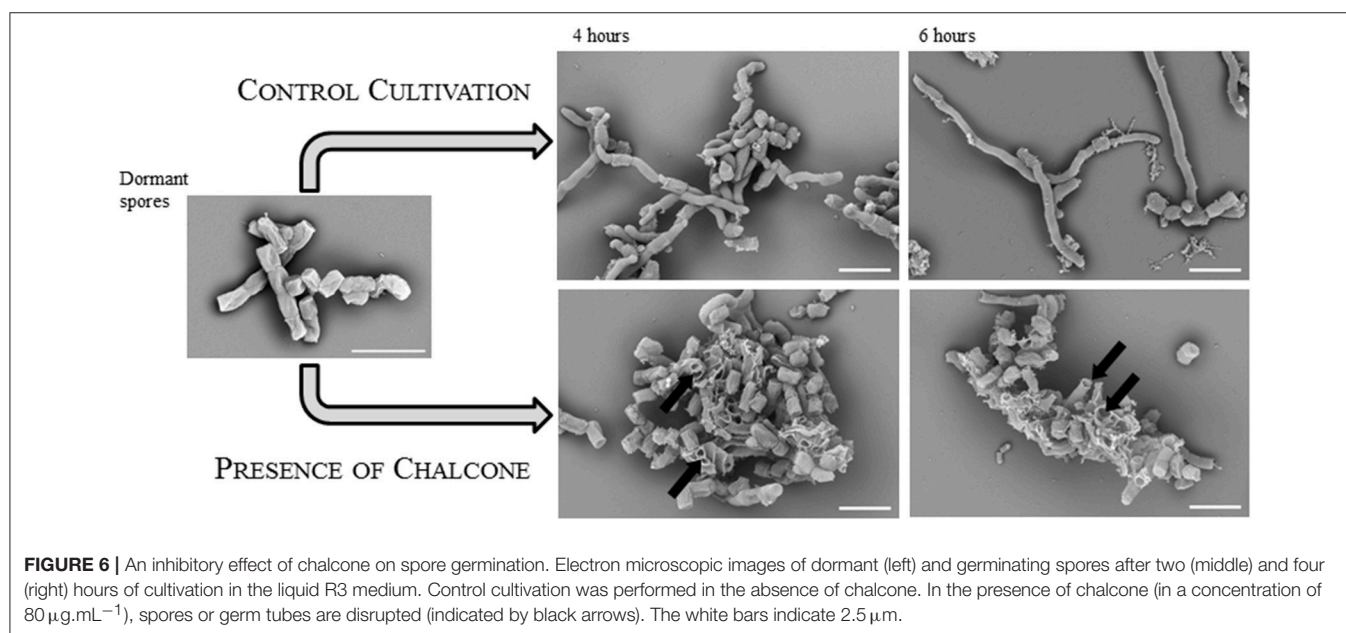 4 hours
6 hours
CONTROL CULTIVATION
Dormant
spores
PRESENCE OF CHALCONE
FIGURE 6 | An inhibitory effect of chalcone on spore germination. Electron microscopic images of dormant (left) and germinating spores after two (middle) and four
(right) hours of cultivation in the liquid R3 medium. Control cultivation was performed in the absence of chalcone. In the presence of chalcone (in a concentration of
80 μg.mL−1), spores or germ tubes are disrupted (indicated by black arrows). The white bars indicate 2.5 μm.